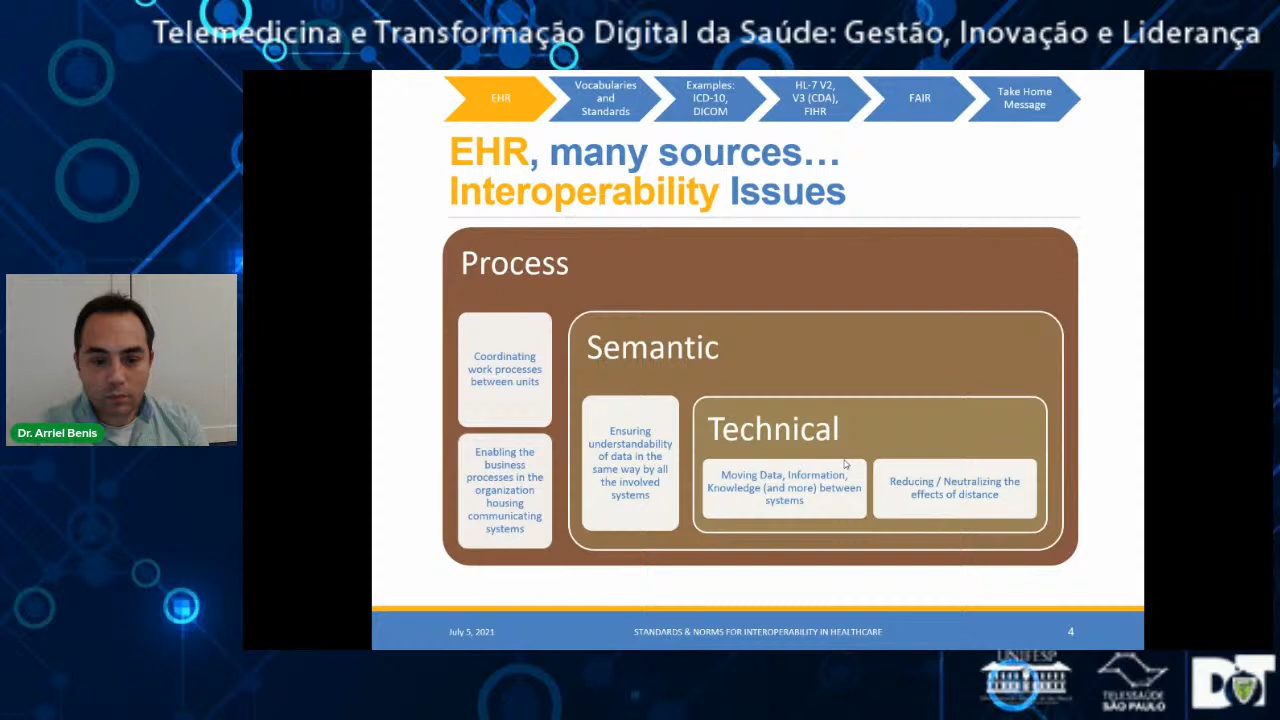 Telemedicina e Transformação Digital da Saúde: Gestão, Inovação e Liderança
EHR
Vocabularies
and
Standards
Examples:
ICD-10,
DICOM
HL-7 V2,
V3 (CDA),
FIHR
FAIR
Take Home
Message
EHR, many sources...
Interoperability Issues
Process
Coordinating
work processes
between units
Enabling the
business
processes in the
organization
housing
communicating
systems
Semantic
Ensuring
understandability
of data in the
same way by all
the involved
systems
Technical
Moving Data, Information,
Knowledge (and more) between
systems
Reducing / Neutralizing the
effects of distance
Dr. Arriel Benis
July 5, 2021
STANDARDS & NORMS FOR INTEROPERABILITY IN HEALTHCARE
4
UNIFESP
TELESSAÚDE
SÃO PAULO